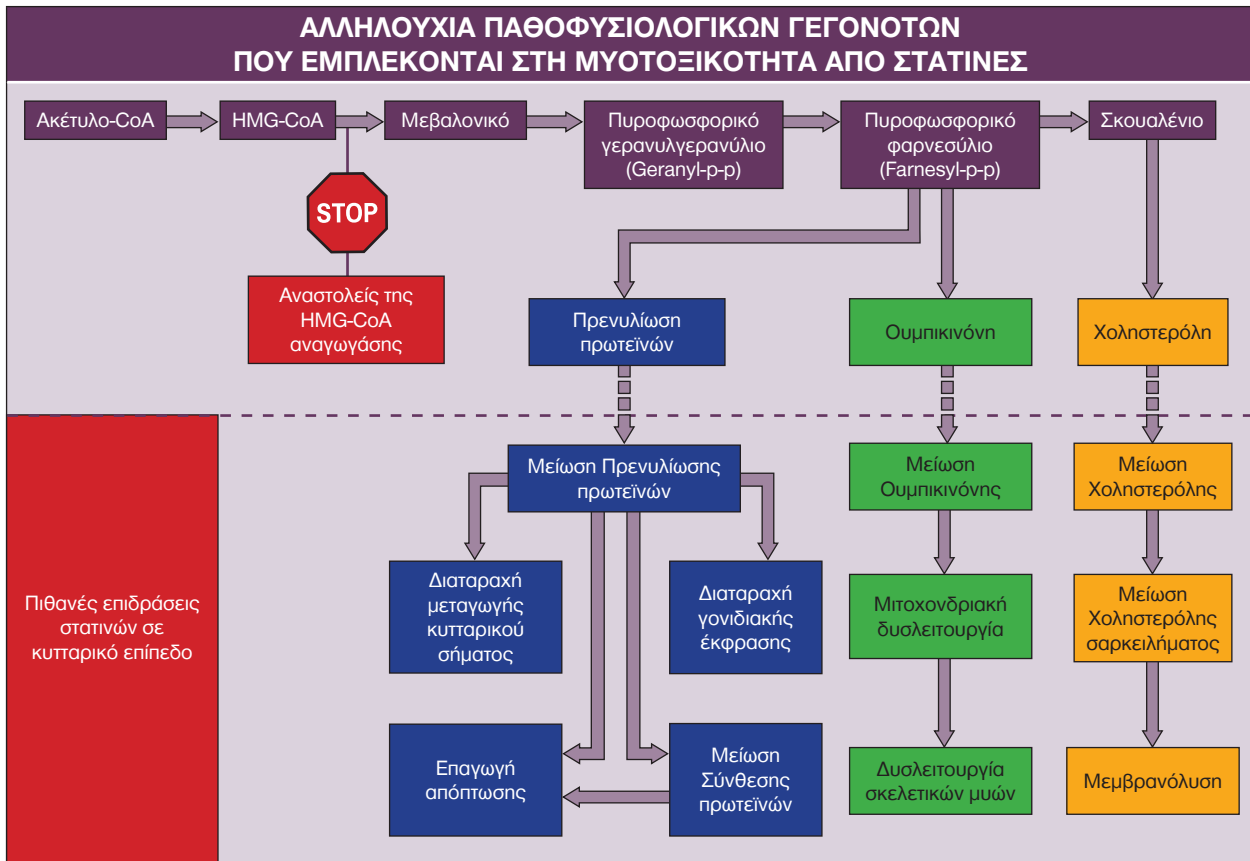 ΑΛΛΗΛΟΥΧΙΑ ΠΑΘΟΦΥΣΙΟΛΟΓΙΚΩΝ ΓΕΓΟΝΟΤΩΝ
ΠΟΥ ΕΜΠΛΕΚΟΝΤΑΙ ΣΤΗ ΜΥΟΤΟΞΙΚΟΤΗΤΑ ΑΠΟ ΣΤΑΤΙΝΕΣ
Ακέτυλο-CoA
HMG-CoA
Μεβαλονικό
Πυροφωσφορικό
γερανυλγερανύλιο
(Geranyl-p-p)
Πυροφωσφορικό
φαρνεσύλιο
(Farnesyl-p-p)
Σκουαλένιο
STOP
Αναστολείς της
HMG-CoA
αναγωγάσης
Πρενυλίωση
πρωτεϊνών
Ουμπικινόνη
Χοληστερόλη
Πιθανές επιδράσεις
στατινών σε
κυτταρικό επίπεδο
Μείωση Πρενυλίωσης
πρωτεϊνών
Μείωση
Ουμπικινόνης
Μείωση
Χοληστερόλης
Διαταραχή
μεταγωγής
κυτταρικού
σήματος
Διαταραχή
γονιδιακής
έκφρασης
Μιτοχονδριακή
δυσλειτουργία
Μείωση
Χοληστερόλης
σαρκειλήματος
Επαγωγή
απόπτωσης
Μείωση
Σύνθεσης
πρωτεϊνών
Δυσλειτουργία
σκελετικών μυών
Μεμβρανόλυση